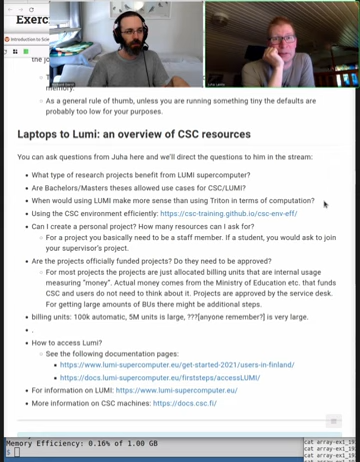 Exerc
Introduction to Scie
the jo
T
memory.
As a general rule of thumb, unless you are running something tiny the defaults are
probably too low for your purposes.
Laptops to Lumi: an overview of CSC resources
You can ask questions from Juha here and we'll direct the questions to him in the stream:
What type of research projects benefit from LUMI supercomputer?
Are Bachelors/Masters theses allowed use cases for CSC/LUMI?
When would using LUMI make more sense than using Triton in terms of computation?
Using the CSC environment efficiently: https://csc-training.github.io/csc-env-eff/
Can I create a personal project? How many resources can I ask for?
For a project you basically need to be a staff member. If a student, you would ask to join
your supervisor's project.
Are the projects officially funded projects? Do they need to be approved?
For most projects the projects are just allocated billing units that are internal usage
measuring "money". Actual money comes from the Ministry of Education etc. that funds
CSC and users do not need to think about it. Projects are approved by the service desk.
For getting large amounts of BUs there might be additional steps.
billing units: 100k automatic, 5M units is large, ???[anyone remember?] is very large.
.
How to access Lumi?
See the following documentation pages:
https://www.lumi-supercomputer.eu/get-started-2021/users-in-finland/
https://docs.lumi-supercomputer.eu/firststeps/accessLUMI/
For information on LUMI: https://www.lumi-supercomputer.eu/
More information on CSC machines: https://docs.csc.fi/
Memory Efficiency: 0.16% of 1.00 GB
$
cat array-ex1_19
cat array-ex1_19
cat array-ex1_19